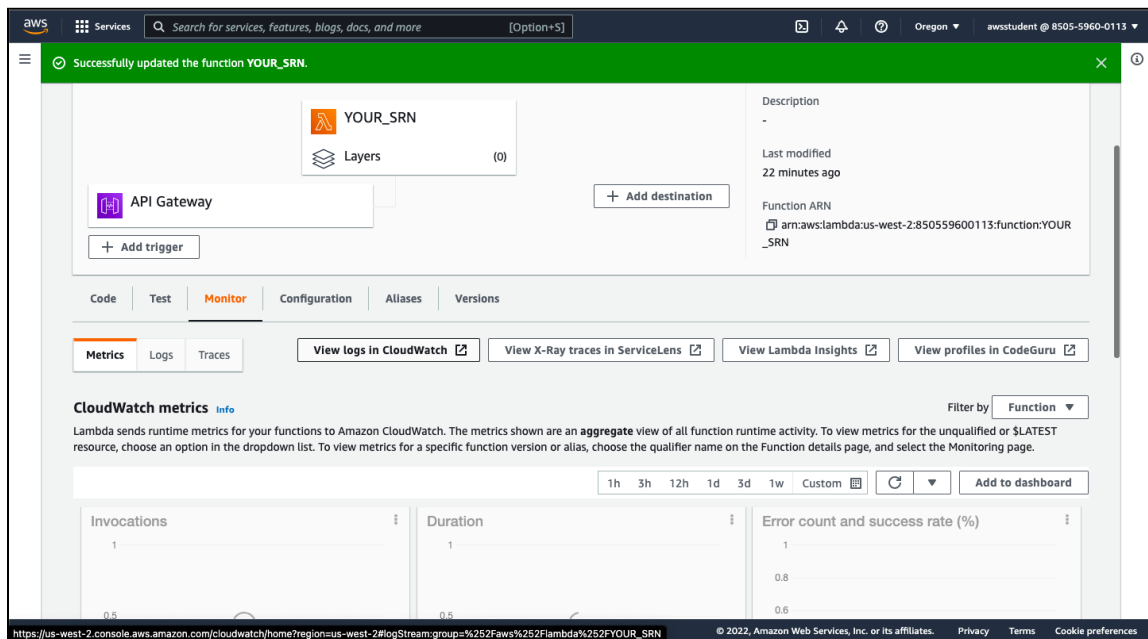 aws
Services
Search for services, features, blogs, docs, and more
[Option+S]
Oregon ▼
awsstudent @ 8505-5960-0113 ▼
Successfully updated the function YOUR_SRN.
YOUR_SRN
Layers
(0)
API Gateway
+ Add trigger
+ Add destination
Description
-
Last modified
22 minutes ago
Function ARN
arn:aws:lambda:us-west-2:850559600113:function:YOUR
_SRN
Code
Test
Monitor
Configuration
Aliases
Versions
Metrics
Logs
Traces
View logs in CloudWatch
View X-Ray traces in ServiceLens
View Lambda Insights
View profiles in CodeGuru
CloudWatch metrics Info
Filter by
Function ▼
Lambda sends runtime metrics for your functions to Amazon CloudWatch. The metrics shown are an aggregate view of all function runtime activity. To view metrics for the unqualified or $LATEST
resource, choose an option in the dropdown list. To view metrics for a specific function version or alias, choose the qualifier name on the Function details page, and select the Monitoring page.
1h 3h 12h 1d 3d 1w Custom
Add to dashboard
Invocations
1
0.5
Duration
1
0.5
Error count and success rate (%)
1
0.8
0.6
https://us-west-2.console.aws.amazon.com/cloudwatch/home?region=us-west-2#logStream:group=%252Faws%252Flambda%252FYOUR_SRN
© 2022, Amazon Web Services, Inc. or its affiliates.
Privacy
Terms
Cookie preferences